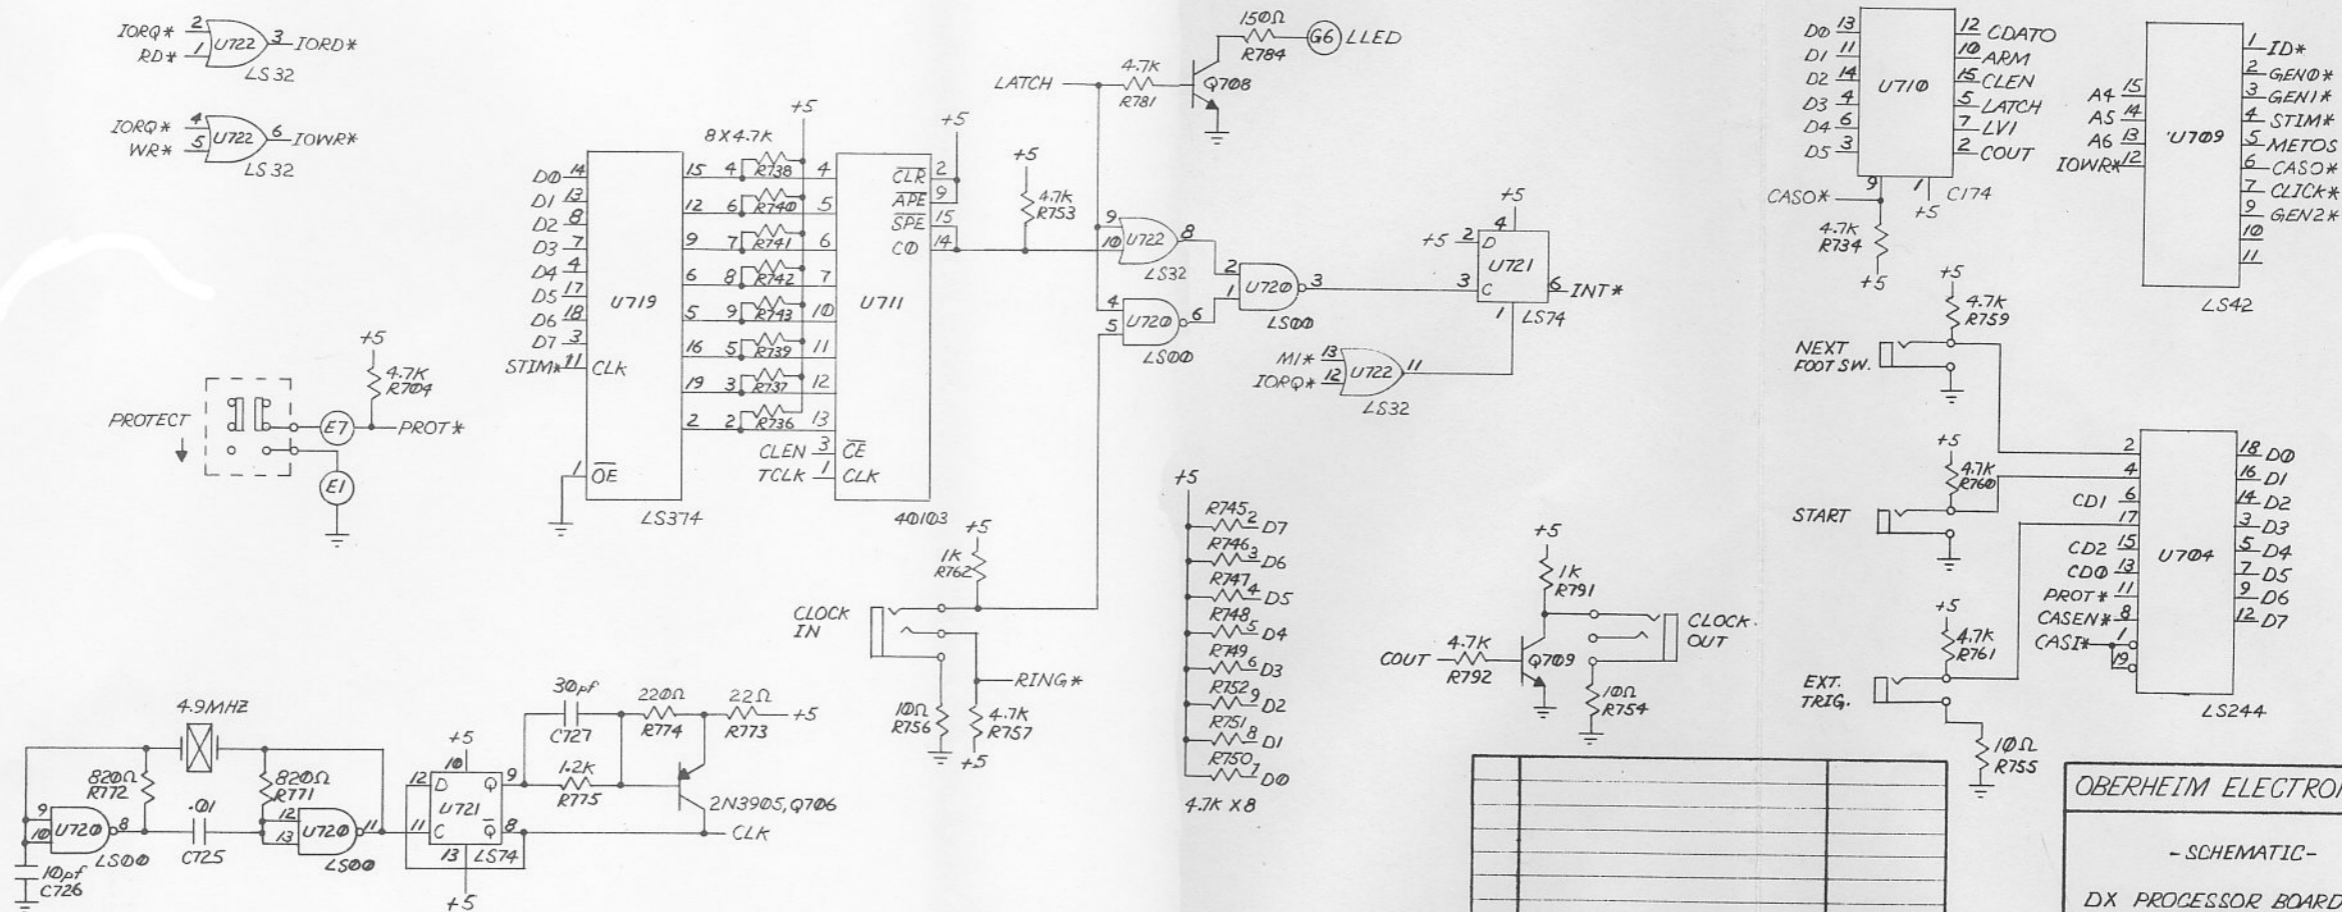 IORQ* 2
RD* 1
U722
3 IORD*
LS32
IORQ* 4
WR* 5
U722
6 IOWR*
LS32
PROTECT
+5
4.7K
R704
E7
PROT*
E1
D0 14
D1 13
D2 8
D3 7
D4 4
D5 17
D6 18
D7 3
STIM* 11 CLK
1 OE
U719
LS374
15
12
9
6
5
16
19
2
8X4.7K
+5
4 R738 4
6 R740 5
7 R741 6
8 R742 7
9 R743 10
5 R739 11
3 R737 12
2 R736 13
CLEN 3 CE
TCLK 1 CLK
U711
40103
CLR 2
APE 9
SPE 15
C0 14
+5
+5
4.7K
R753
LATCH
4.7K
R781
Q708
150Ω
R784
G6 LLED
9
10
U722
8
LS32
4
5
U720
6
LS00
2
1
U720
3
LS00
+5
4
+5 2 D
U721
3 C
6 INT*
1
LS74
M1* 13
IORQ* 12
U722
11
LS32
+5
R745 2 D7
R746 3 D6
R747 4 D5
R748 5 D4
R749 6 D3
R752 9 D2
R751 8 D1
R750 7 D0
4.7K X8
+5
1K
R762
CLOCK
IN
10Ω
R756
RING*
4.7K
R757
+5
COUT
4.7K
R792
Q709
+5
1K
R791
CLOCK
OUT
10Ω
R754
4.9MHZ
820Ω
R772
820Ω
R771
9
10
U720
8
LS00
.01
C725
12
13
U720
11
LS00
10pf
C726
+5
10
12 D
Q 9
U721
11 C
Q 8
13
LS74
+5
30pf
C727
1.2K
R775
220Ω
R774
22Ω
R773
+5
2N3905,Q706
CLK
D0 13
D1 11
D2 14
D3 4
D4 6
D5 3
U710
12 CDATO
10 ARM
15 CLEN
5 LATCH
7 LVI
2 COUT
9
1
+5
C174
CASO*
4.7K
R734
+5
A4 15
A5 14
A6 13
IOWR* 12
U709
1 ID*
2 GEN0*
3 GEN1*
4 STIM*
5 METOS
6 CASO*
7 CLICK*
9 GEN2*
10
11
LS42
+5
4.7K
R759
NEXT
FOOT SW.
+5
4.7K
R760
START
+5
4.7K
R761
EXT.
TRIG.
10Ω
R755
2
4
CD1 6
17
CD2 15
CD0 13
PROT* 11
CASEN* 8
CASI* 1
19
U704
18 D0
16 D1
14 D2
3 D3
5 D4
7 D5
9 D6
12 D7
LS244
OBERHEIM ELECTRON
-SCHEMATIC-
DX PROCESSOR BOARD